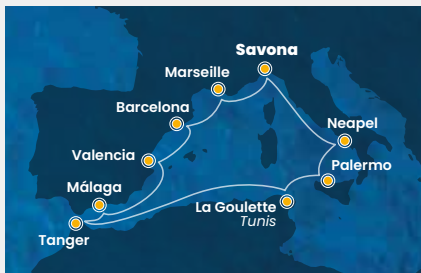 Savona
Marseille
Barcelona
Neapel
Valencia
Palermo
Málaga
La Goulette
Tunis
Tanger